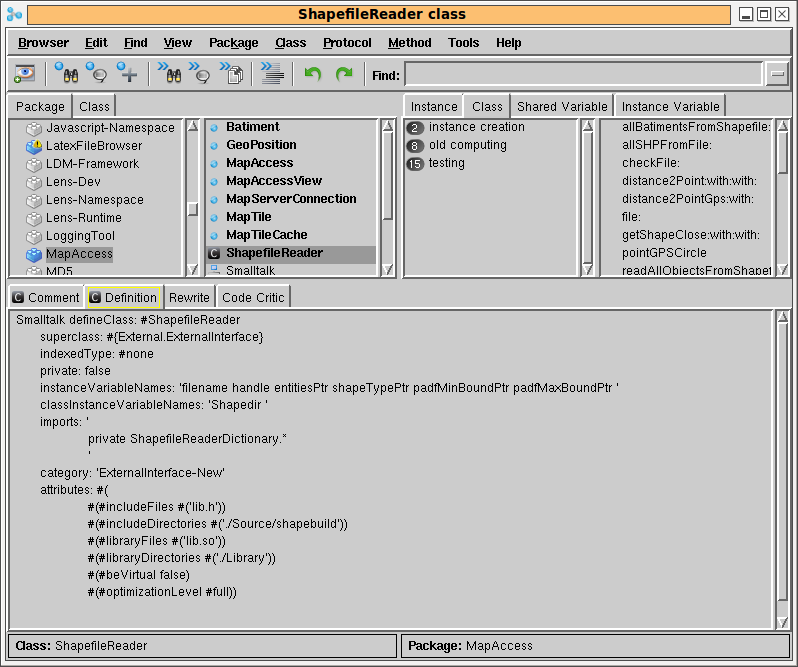 ShapefileReader class
Browser Edit Find View Package Class Protocol Method Tools Help
Find:
Package Class
Instance Class Shared Variable Instance Variable
Javascript-Namespace
LatexFileBrowser
LDM-Framework
Lens-Dev
Lens-Namespace
Lens-Runtime
LoggingTool
MapAccess
MD5
Batiment
GeoPosition
MapAccess
MapAccessView
MapServerConnection
MapTile
MapTileCache
C ShapefileReader
Smalltalk
2 instance creation
8 old computing
15 testing
allBatimentsFromShapefile:
allSHPFromFile:
checkFile:
distance2Point:with:with:
distance2PointGps:with:
file:
getShapeClose:with:with:
pointGPSCircle
readAllObjectsFromShapef
C Comment C Definition Rewrite Code Critic
Smalltalk defineClass: #ShapefileReader
superclass: #{External.ExternalInterface}
indexedType: #none
private: false
instanceVariableNames: 'filename handle entitiesPtr shapeTypePtr padfMinBoundPtr padfMaxBoundPtr '
classInstanceVariableNames: 'Shapedir '
imports: '
private ShapefileReaderDictionary.*
'
category: 'ExternalInterface-New'
attributes: #(
#(#includeFiles #('lib.h'))
#(#includeDirectories #('./Source/shapebuild'))
#(#libraryFiles #('lib.so'))
#(#libraryDirectories #('./Library'))
#(#beVirtual false)
#(#optimizationLevel #full))
Class: ShapefileReader
Package: MapAccess